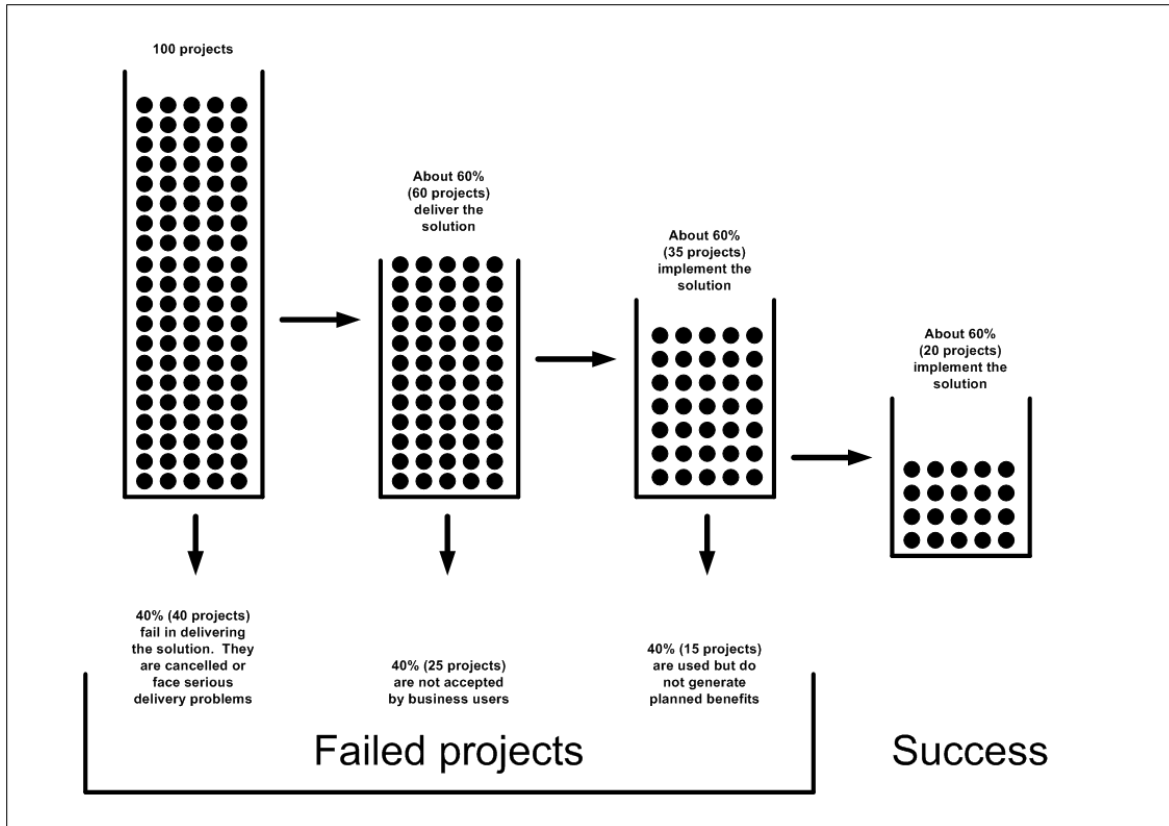 100 projects
About 60%
(60 projects)
deliver the
solution
About 60%
(35 projects)
implement the
solution
About 60%
(20 projects)
implement the
solution
40% (40 projects)
fail in delivering
the solution.  They
are cancelled or
face serious
delivery problems
40% (25 projects)
are not accepted
by business users
40% (15 projects)
are used but do
not generate
planned benefits
Failed projects
Success